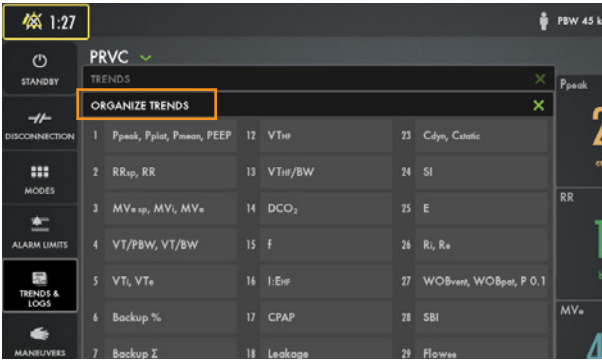 1:27
PBW 45 k
STANDBY
DISCONNECTION
MODES
ALARM LIMITS
TRENDS &
LOGS
MANEUVERS
PRVC
TRENDS
ORGANIZE TRENDS
1 Ppeak, Pplat, Pmean, PEEP 12 VTHF 23 Cdyn, Cstatic
2 RRsp, RR 13 VTHF/BW 24 SI
3 MVe sp, MVi, MVe 14 DCO₂ 25 E
4 VT/PBW, VT/BW 15 f 26 Ri, Re
5 VTi, VTe 16 I:EHF 27 WOBvent, WOBpat, P 0.1
6 Backup % 17 CPAP 28 SBI
7 Backup Σ 18 Leakage 29 Flowee
Ppeak
RR
MVe